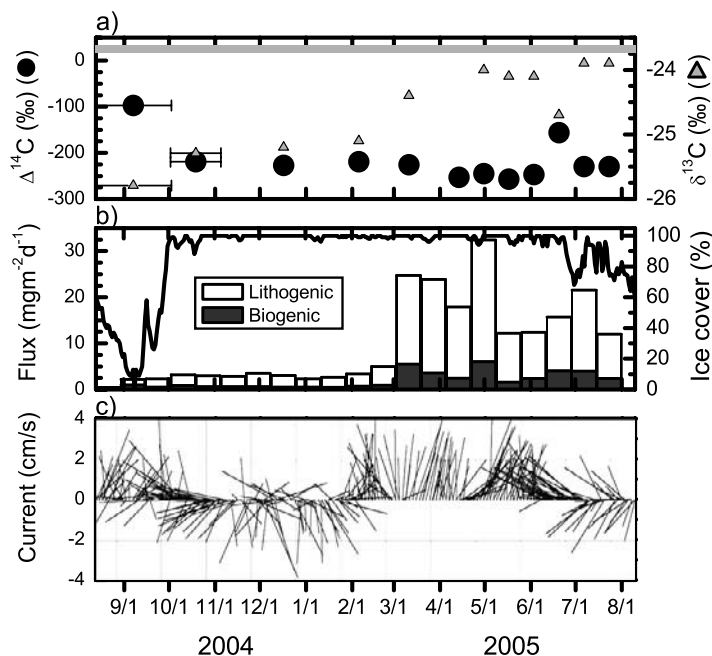 a)
Δ14C (‰) (●)
0
-100
-200
-300
-24
-25
-26
δ13C (‰) (▲)
b)
Flux (mgm-2d-1)
30
20
10
0
Lithogenic
Biogenic
100
80
60
40
20
0
Ice cover (%)
c)
Current (cm/s)
4
2
0
-2
-4
9/1 10/1 11/1 12/1 1/1 2/1 3/1 4/1 5/1 6/1 7/1 8/1
2004 2005